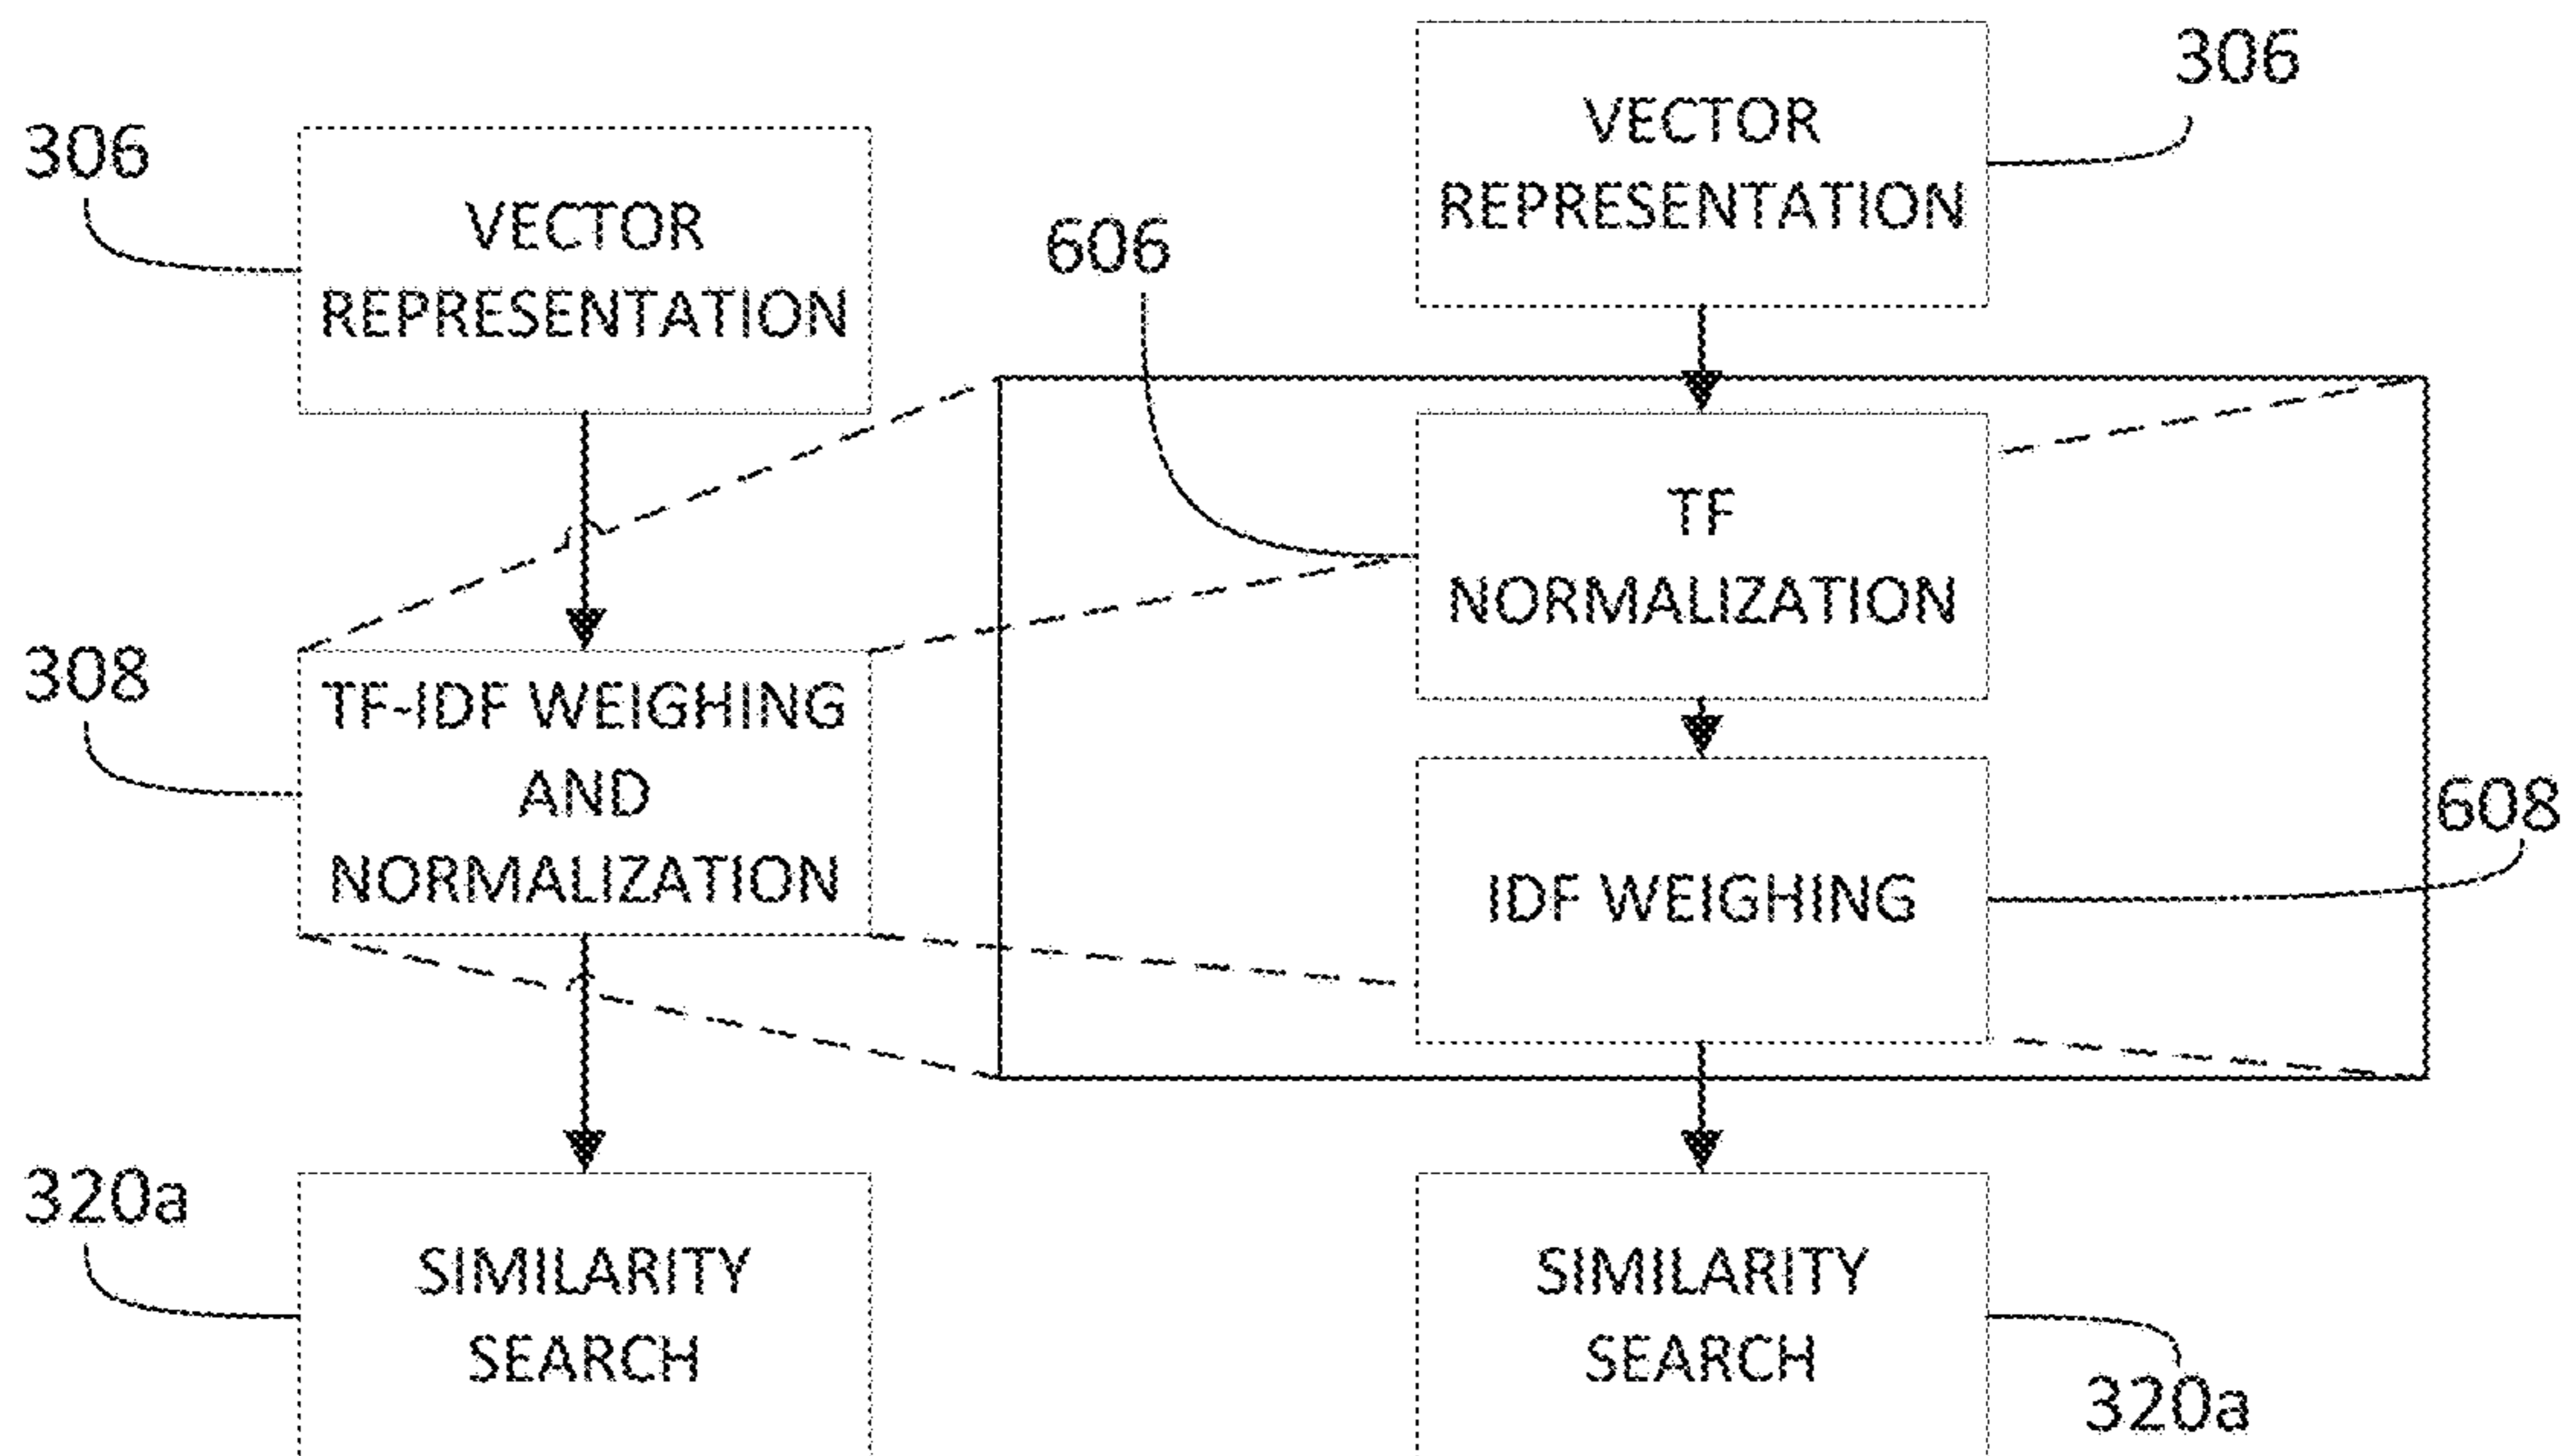 306
VECTOR
REPRESENTATION
308
TF-IDF WEIGHING
AND
NORMALIZATION
320a
SIMILARITY
SEARCH
VECTOR
REPRESENTATION
306
606
TF
NORMALIZATION
IDF WEIGHING
608
SIMILARITY
SEARCH
320a